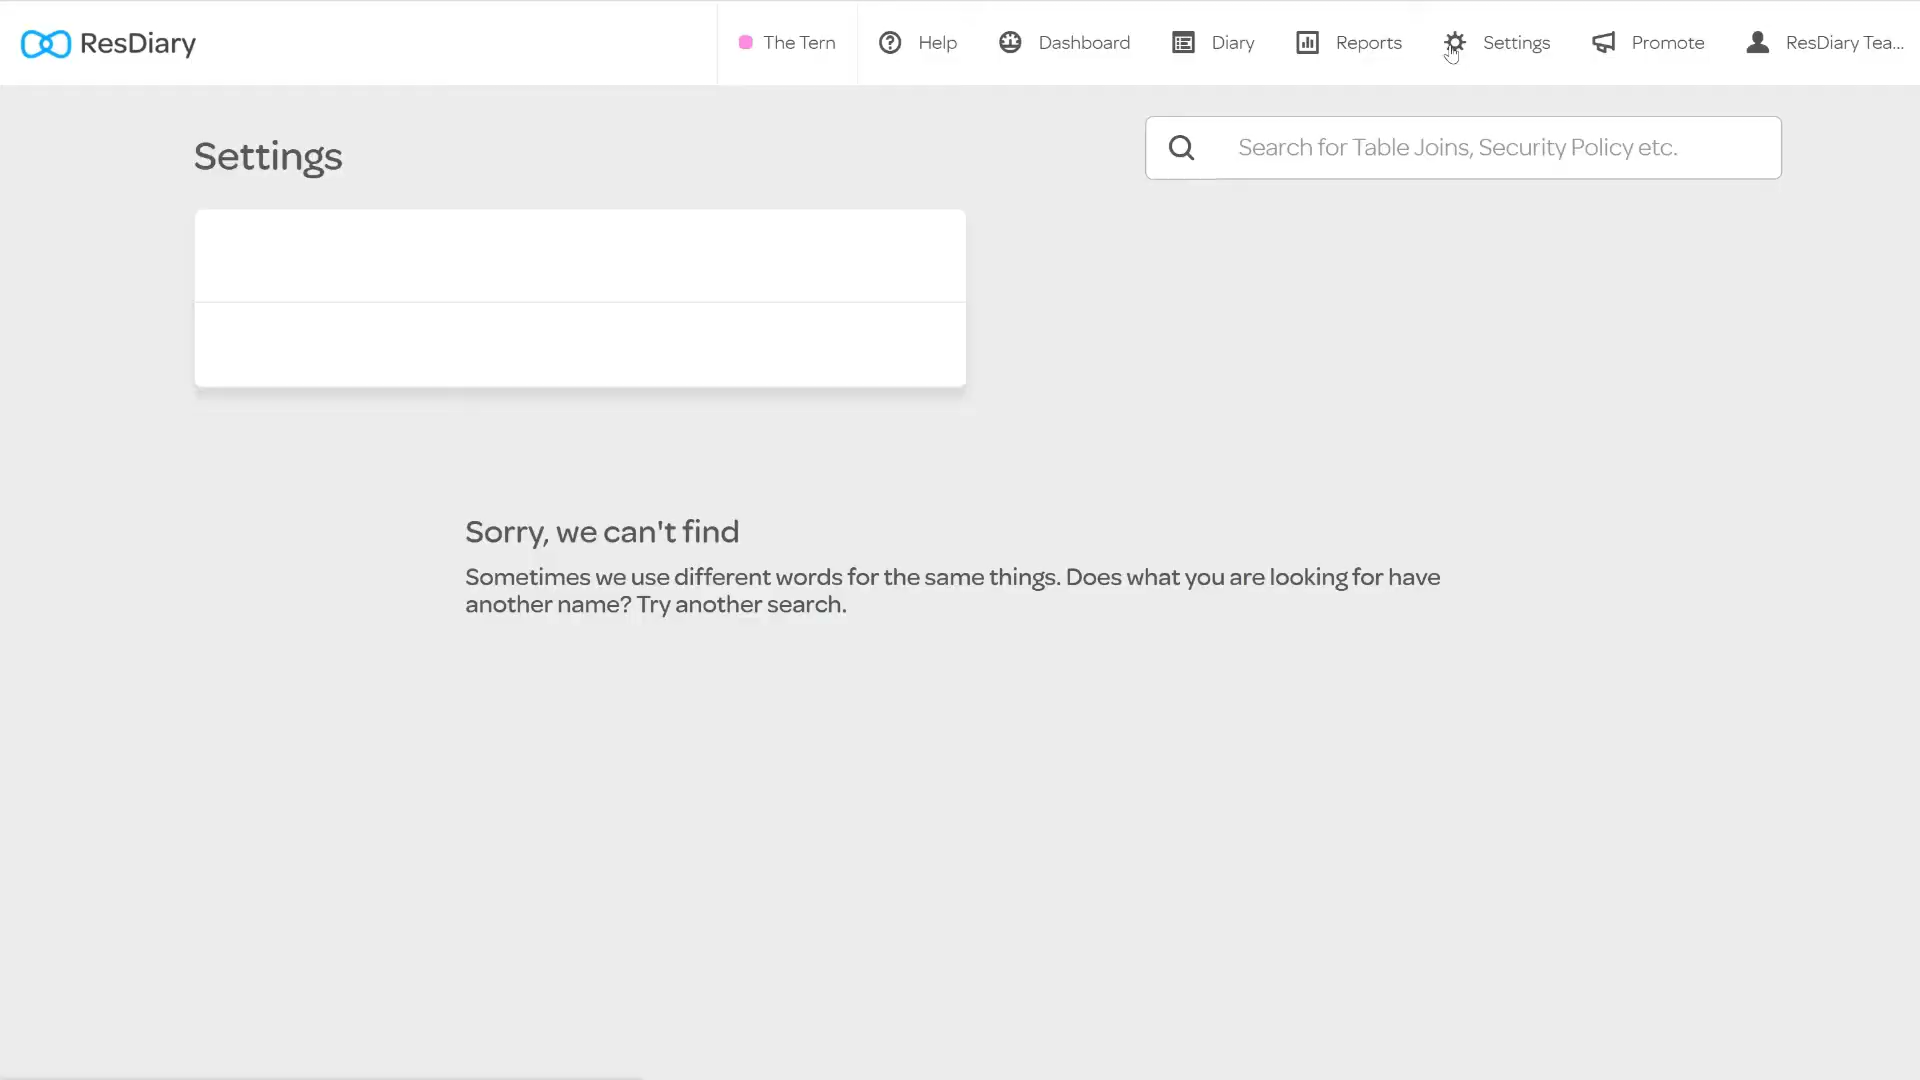 ResDiary
The Tern
Help
Dashboard
Diary
Reports
Settings
Promote
ResDiary Tea...
Settings
Search for Table Joins, Security Policy etc.
Sorry, we can't find
Sometimes we use different words for the same things. Does what you are looking for have
another name? Try another search.